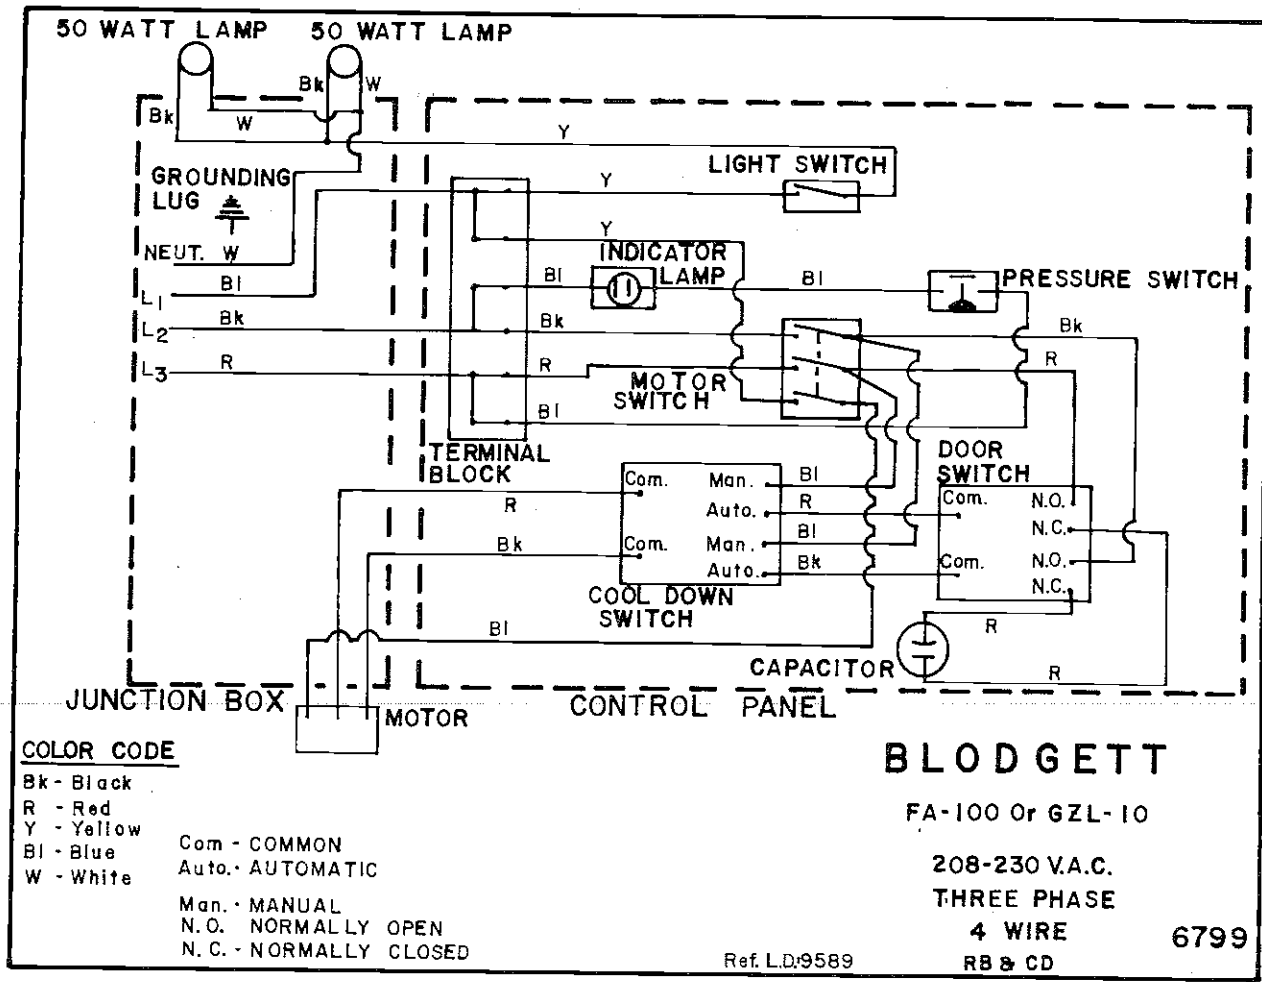 50 WATT LAMP 50 WATT LAMP
Bk W
Bk W
Y
LIGHT SWITCH
GROUNDING
LUG
Y
Y
NEUT. W
INDICATOR
LAMP
Bl Bl
PRESSURE SWITCH
L1 Bl
L2 Bk Bk Bk
L3 R R R
MOTOR
SWITCH
Bl
TERMINAL
BLOCK
DOOR
SWITCH
Com. Man. Bl
R Auto. R
Com. N.O.
N.C.
Bk Com. Man. Bl
Auto. Bk
Com. N.O.
N.C.
COOL DOWN
SWITCH
Bl
R
CAPACITOR
R
JUNCTION BOX
MOTOR
CONTROL PANEL
COLOR CODE
Bk - Black
R - Red
Y - Yellow
Bl - Blue
W - White
Com - COMMON
Auto. - AUTOMATIC
Man. - MANUAL
N.O. NORMALLY OPEN
N.C. - NORMALLY CLOSED
BLODGETT
FA-100 Or GZL-10
208-230 V.A.C.
THREE PHASE
4 WIRE
RB & CD
6799
Ref. L.D.9589